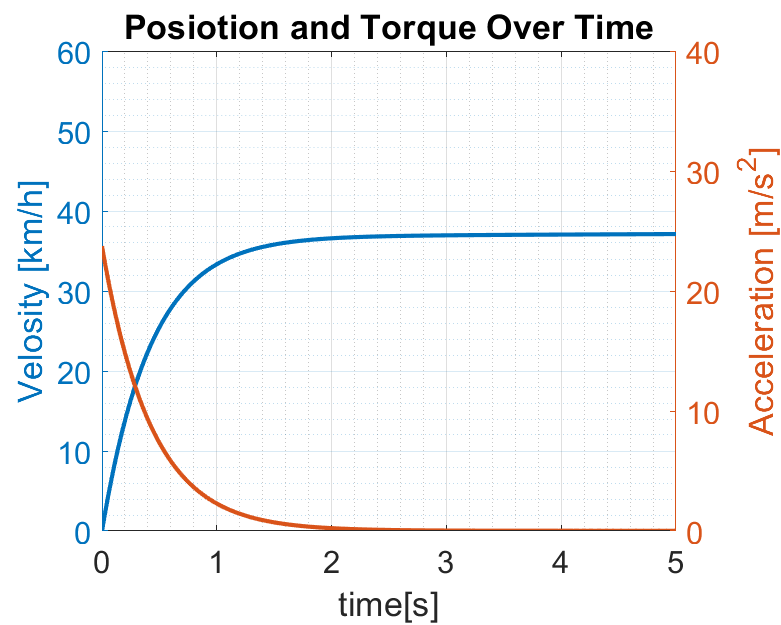 Posiotion and Torque Over Time
60
50
40
30
20
10
0
Velosity [km/h]
40
30
20
10
0
Acceleration [m/s²]
0 1 2 3 4 5
time[s]